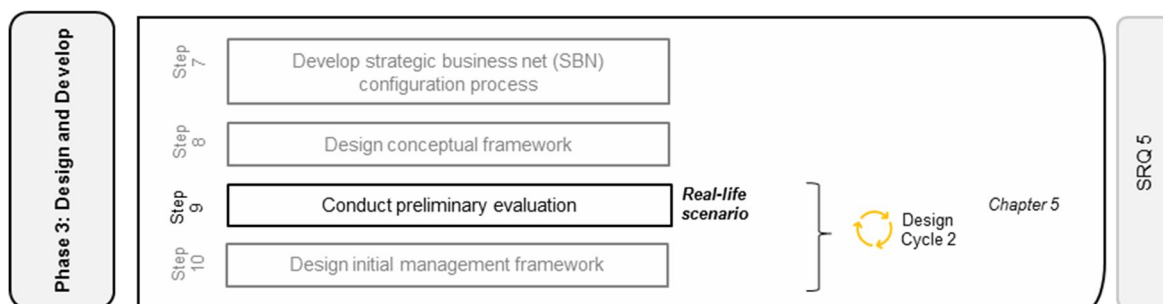 Phase 3: Design and Develop
Step
7
Develop strategic business net (SBN)
configuration process
Step
8
Design conceptual framework
Step
9
Conduct preliminary evaluation
Real-life
scenario
Step
10
Design initial management framework
Design
Cycle 2
Chapter 5
SRQ 5